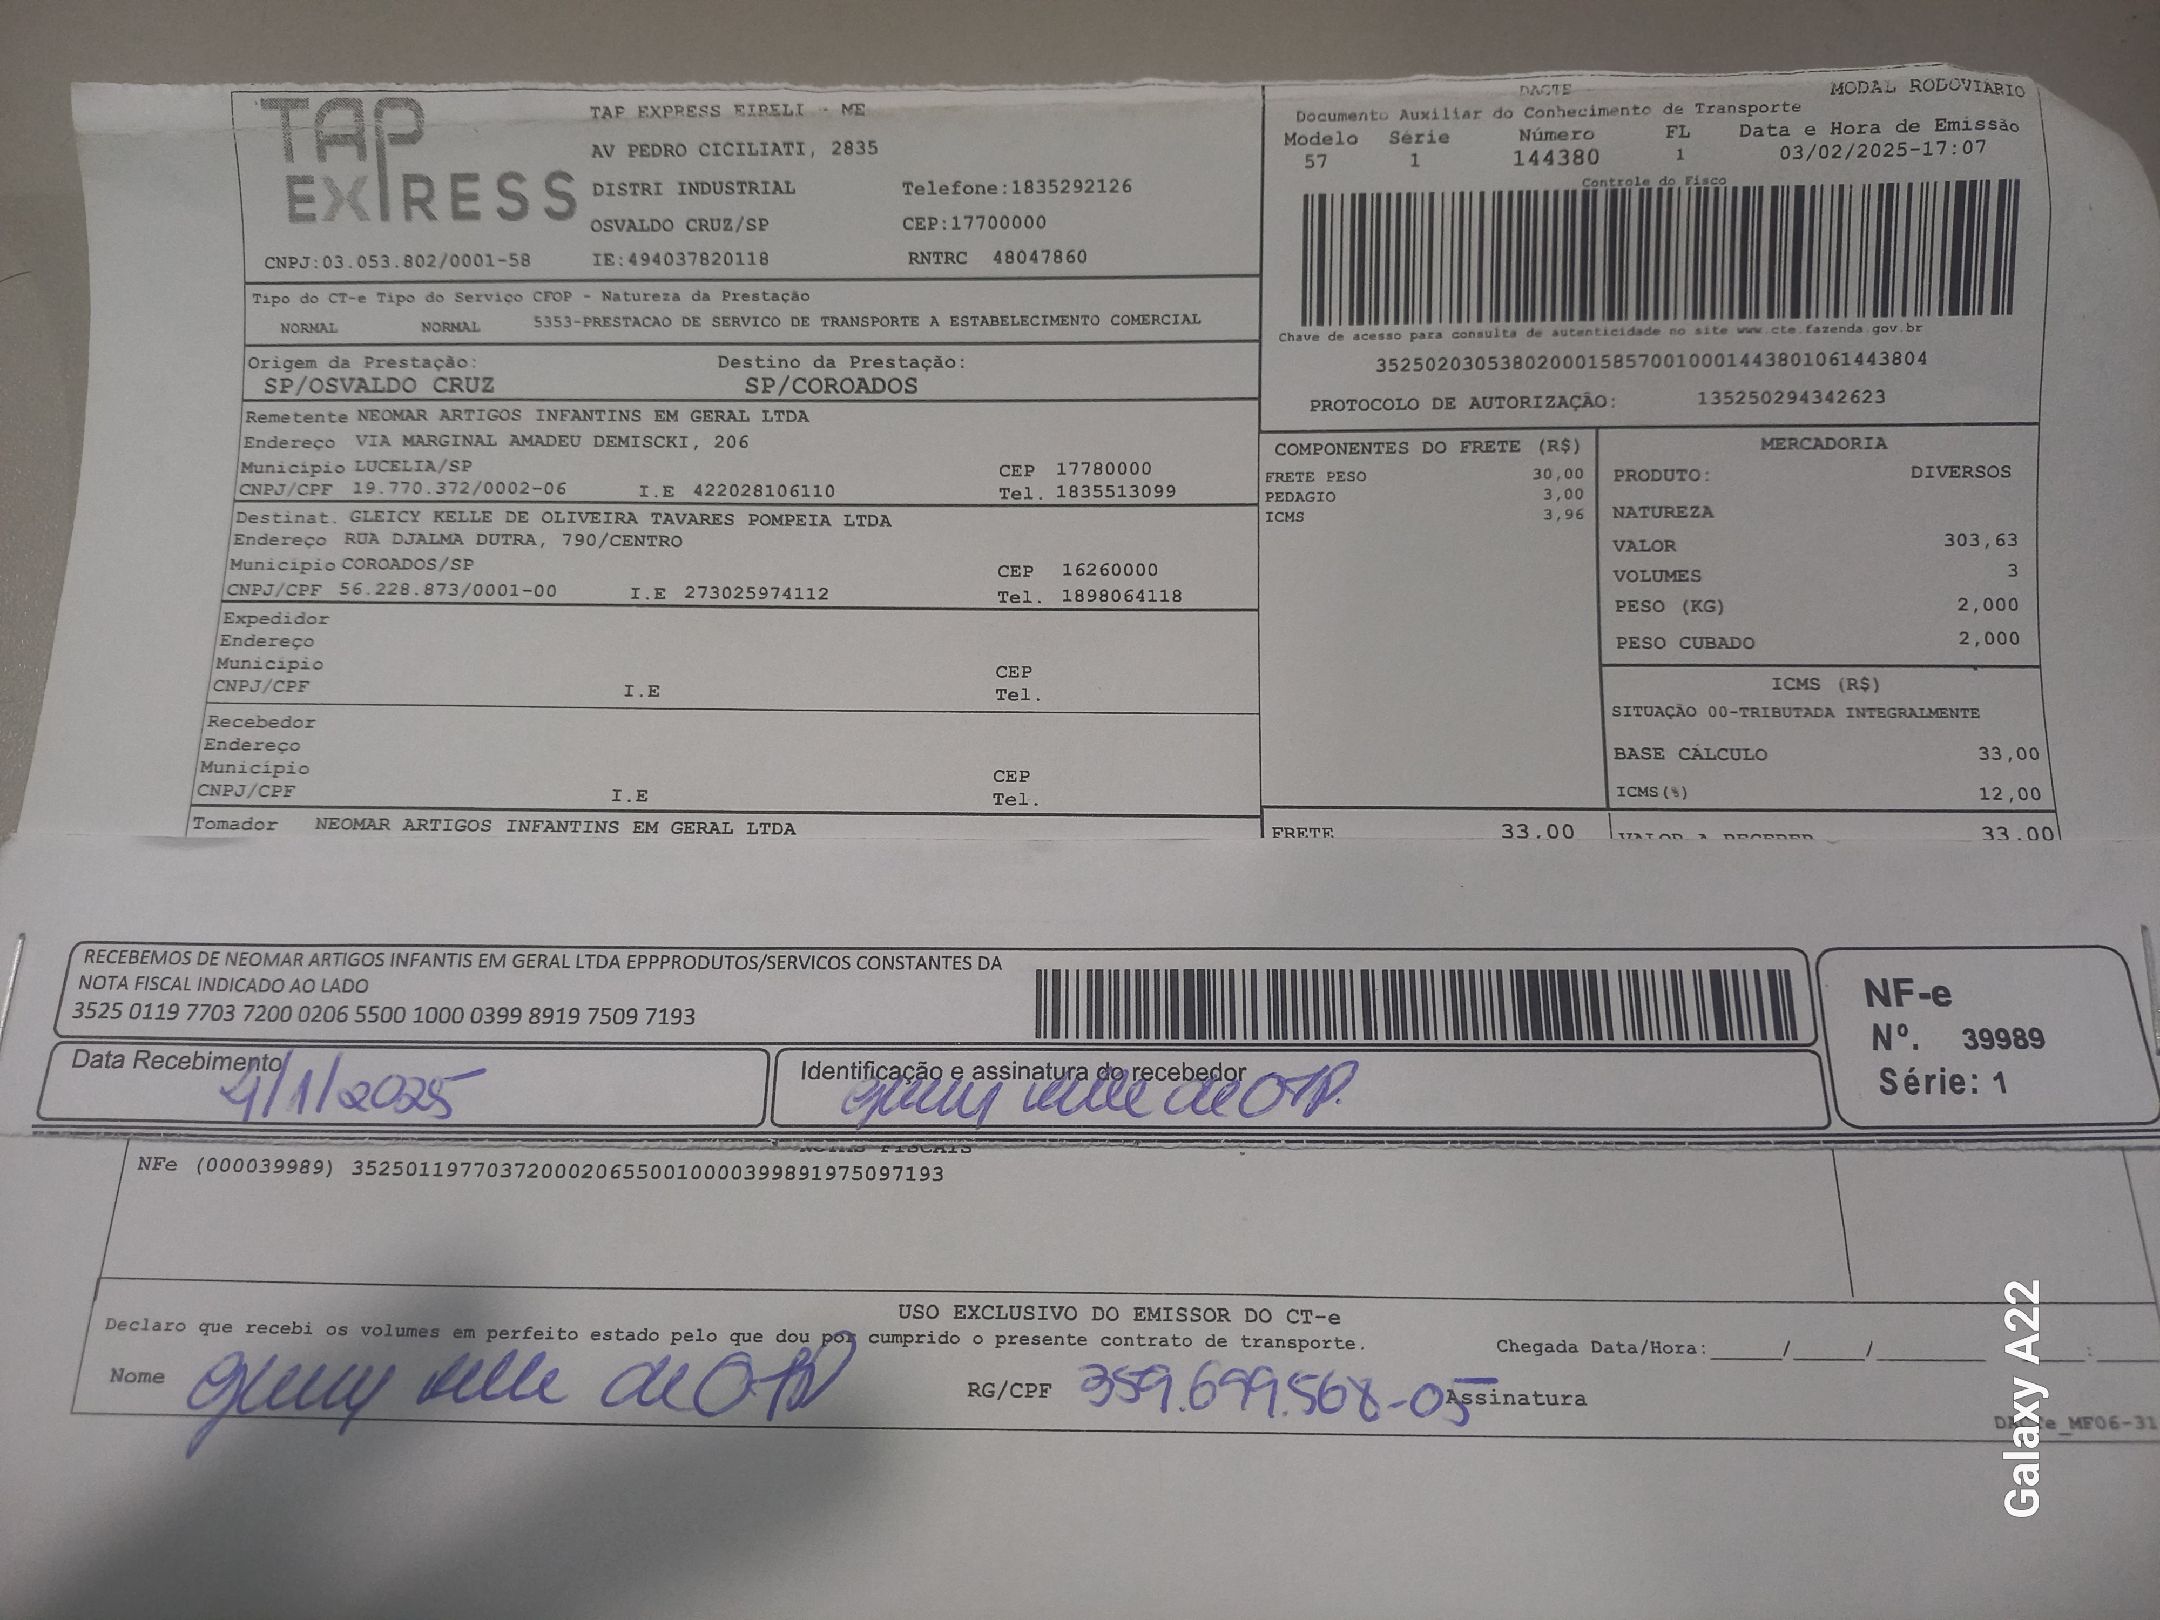 TAP EXPRESS
TAP EXPRESS EIRELI - ME
AV PEDRO CICILIATI, 2835
DISTRI INDUSTRIAL Telefone:1835292126
OSVALDO CRUZ/SP CEP:17700000
CNPJ:03.053.802/0001-58 IE:494037820118 RNTRC 48047860
DACTE MODAL RODOVIÁRIO
Documento Auxiliar do Conhecimento de Transporte
Modelo Série Número FL Data e Hora de Emissão
57 1 144380 1 03/02/2025-17:07
Controle do Fisco
Chave de acesso para consulta de autenticidade no site www.cte.fazenda.gov.br
35250203053802000158570010001443801061443804
PROTOCOLO DE AUTORIZAÇÃO: 135250294342623
Tipo do CT-e Tipo do Serviço CFOP - Natureza da Prestação
NORMAL NORMAL 5353-PRESTACAO DE SERVICO DE TRANSPORTE A ESTABELECIMENTO COMERCIAL
Origem da Prestação: Destino da Prestação:
SP/OSVALDO CRUZ SP/COROADOS
Remetente NEOMAR ARTIGOS INFANTINS EM GERAL LTDA
Endereço VIA MARGINAL AMADEU DEMISCKI, 206
Município LUCELIA/SP CEP 17780000
CNPJ/CPF 19.770.372/0002-06 I.E 422028106110 Tel. 1835513099
Destinat. GLEICY KELLE DE OLIVEIRA TAVARES POMPEIA LTDA
Endereço RUA DJALMA DUTRA, 790/CENTRO
Município COROADOS/SP CEP 16260000
CNPJ/CPF 56.228.873/0001-00 I.E 273025974112 Tel. 1898064118
Expedidor
Endereço
Município CEP
CNPJ/CPF I.E Tel.
Recebedor
Endereço
Município CEP
CNPJ/CPF I.E Tel.
Tomador NEOMAR ARTIGOS INFANTINS EM GERAL LTDA
COMPONENTES DO FRETE (R$)
FRETE PESO 30,00
PEDAGIO 3,00
ICMS 3,96
FRETE 33,00
MERCADORIA
PRODUTO: DIVERSOS
NATUREZA
VALOR 303,63
VOLUMES 3
PESO (KG) 2,000
PESO CUBADO 2,000
ICMS (R$)
SITUAÇÃO 00-TRIBUTADA INTEGRALMENTE
BASE CÁLCULO 33,00
ICMS(%) 12,00
VALOR A RECEBER 33,00
RECEBEMOS DE NEOMAR ARTIGOS INFANTIS EM GERAL LTDA EPPPRODUTOS/SERVICOS CONSTANTES DA
NOTA FISCAL INDICADO AO LADO
3525 0119 7703 7200 0206 5500 1000 0399 8919 7509 7193
NF-e
Nº. 39989
Série: 1
Data Recebimento
4/1/2025
Identificação e assinatura do recebedor
NFe (000039989) 35250119770372000206550010000399891975097193
USO EXCLUSIVO DO EMISSOR DO CT-e
Declaro que recebi os volumes em perfeito estado pelo que dou por cumprido o presente contrato de transporte.
Chegada Data/Hora:_____/_____/________ ____:____
Nome
RG/CPF 359.699.568-05 Assinatura
Galaxy A22